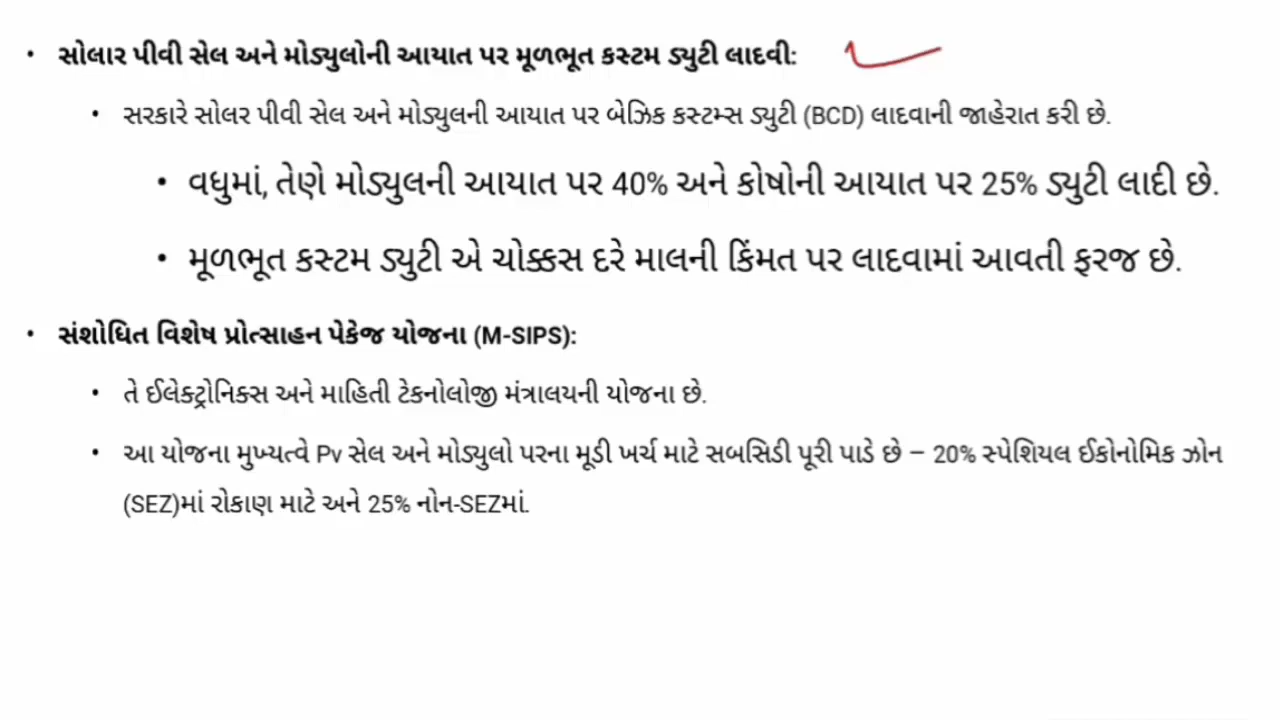 • સોલાર પીવી સેલ અને મોડ્યુલોની આયાત પર મૂળભૂત કસ્ટમ ડ્યુટી લાદવી:
• સરકારે સોલર પીવી સેલ અને મોડ્યુલની આયાત પર બેઝિક કસ્ટમ્સ ડ્યુટી (BCD) લાદવાની જાહેરાત કરી છે.
• વધુમાં, તેણે મોડ્યુલની આયાત પર 40% અને કોષોની આયાત પર 25% ડ્યુટી લાદી છે.
• મૂળભૂત કસ્ટમ ડ્યુટી એ ચોક્કસ દરે માલની કિંમત પર લાદવામાં આવતી ફરજ છે.
• સંશોધિત વિશેષ પ્રોત્સાહન પેકેજ યોજના (M-SIPS):
• તે ઈલેક્ટ્રોનિક્સ અને માહિતી ટેકનોલોજી મંત્રાલયની યોજના છે.
• આ યોજના મુખ્યત્વે Pv સેલ અને મોડ્યુલો પરના મૂડી ખર્ચ માટે સબસિડી પૂરી પાડે છે – 20% સ્પેશિયલ ઈકોનોમિક ઝોન
(SEZ)માં રોકાણ માટે અને 25% નોન-SEZમાં.